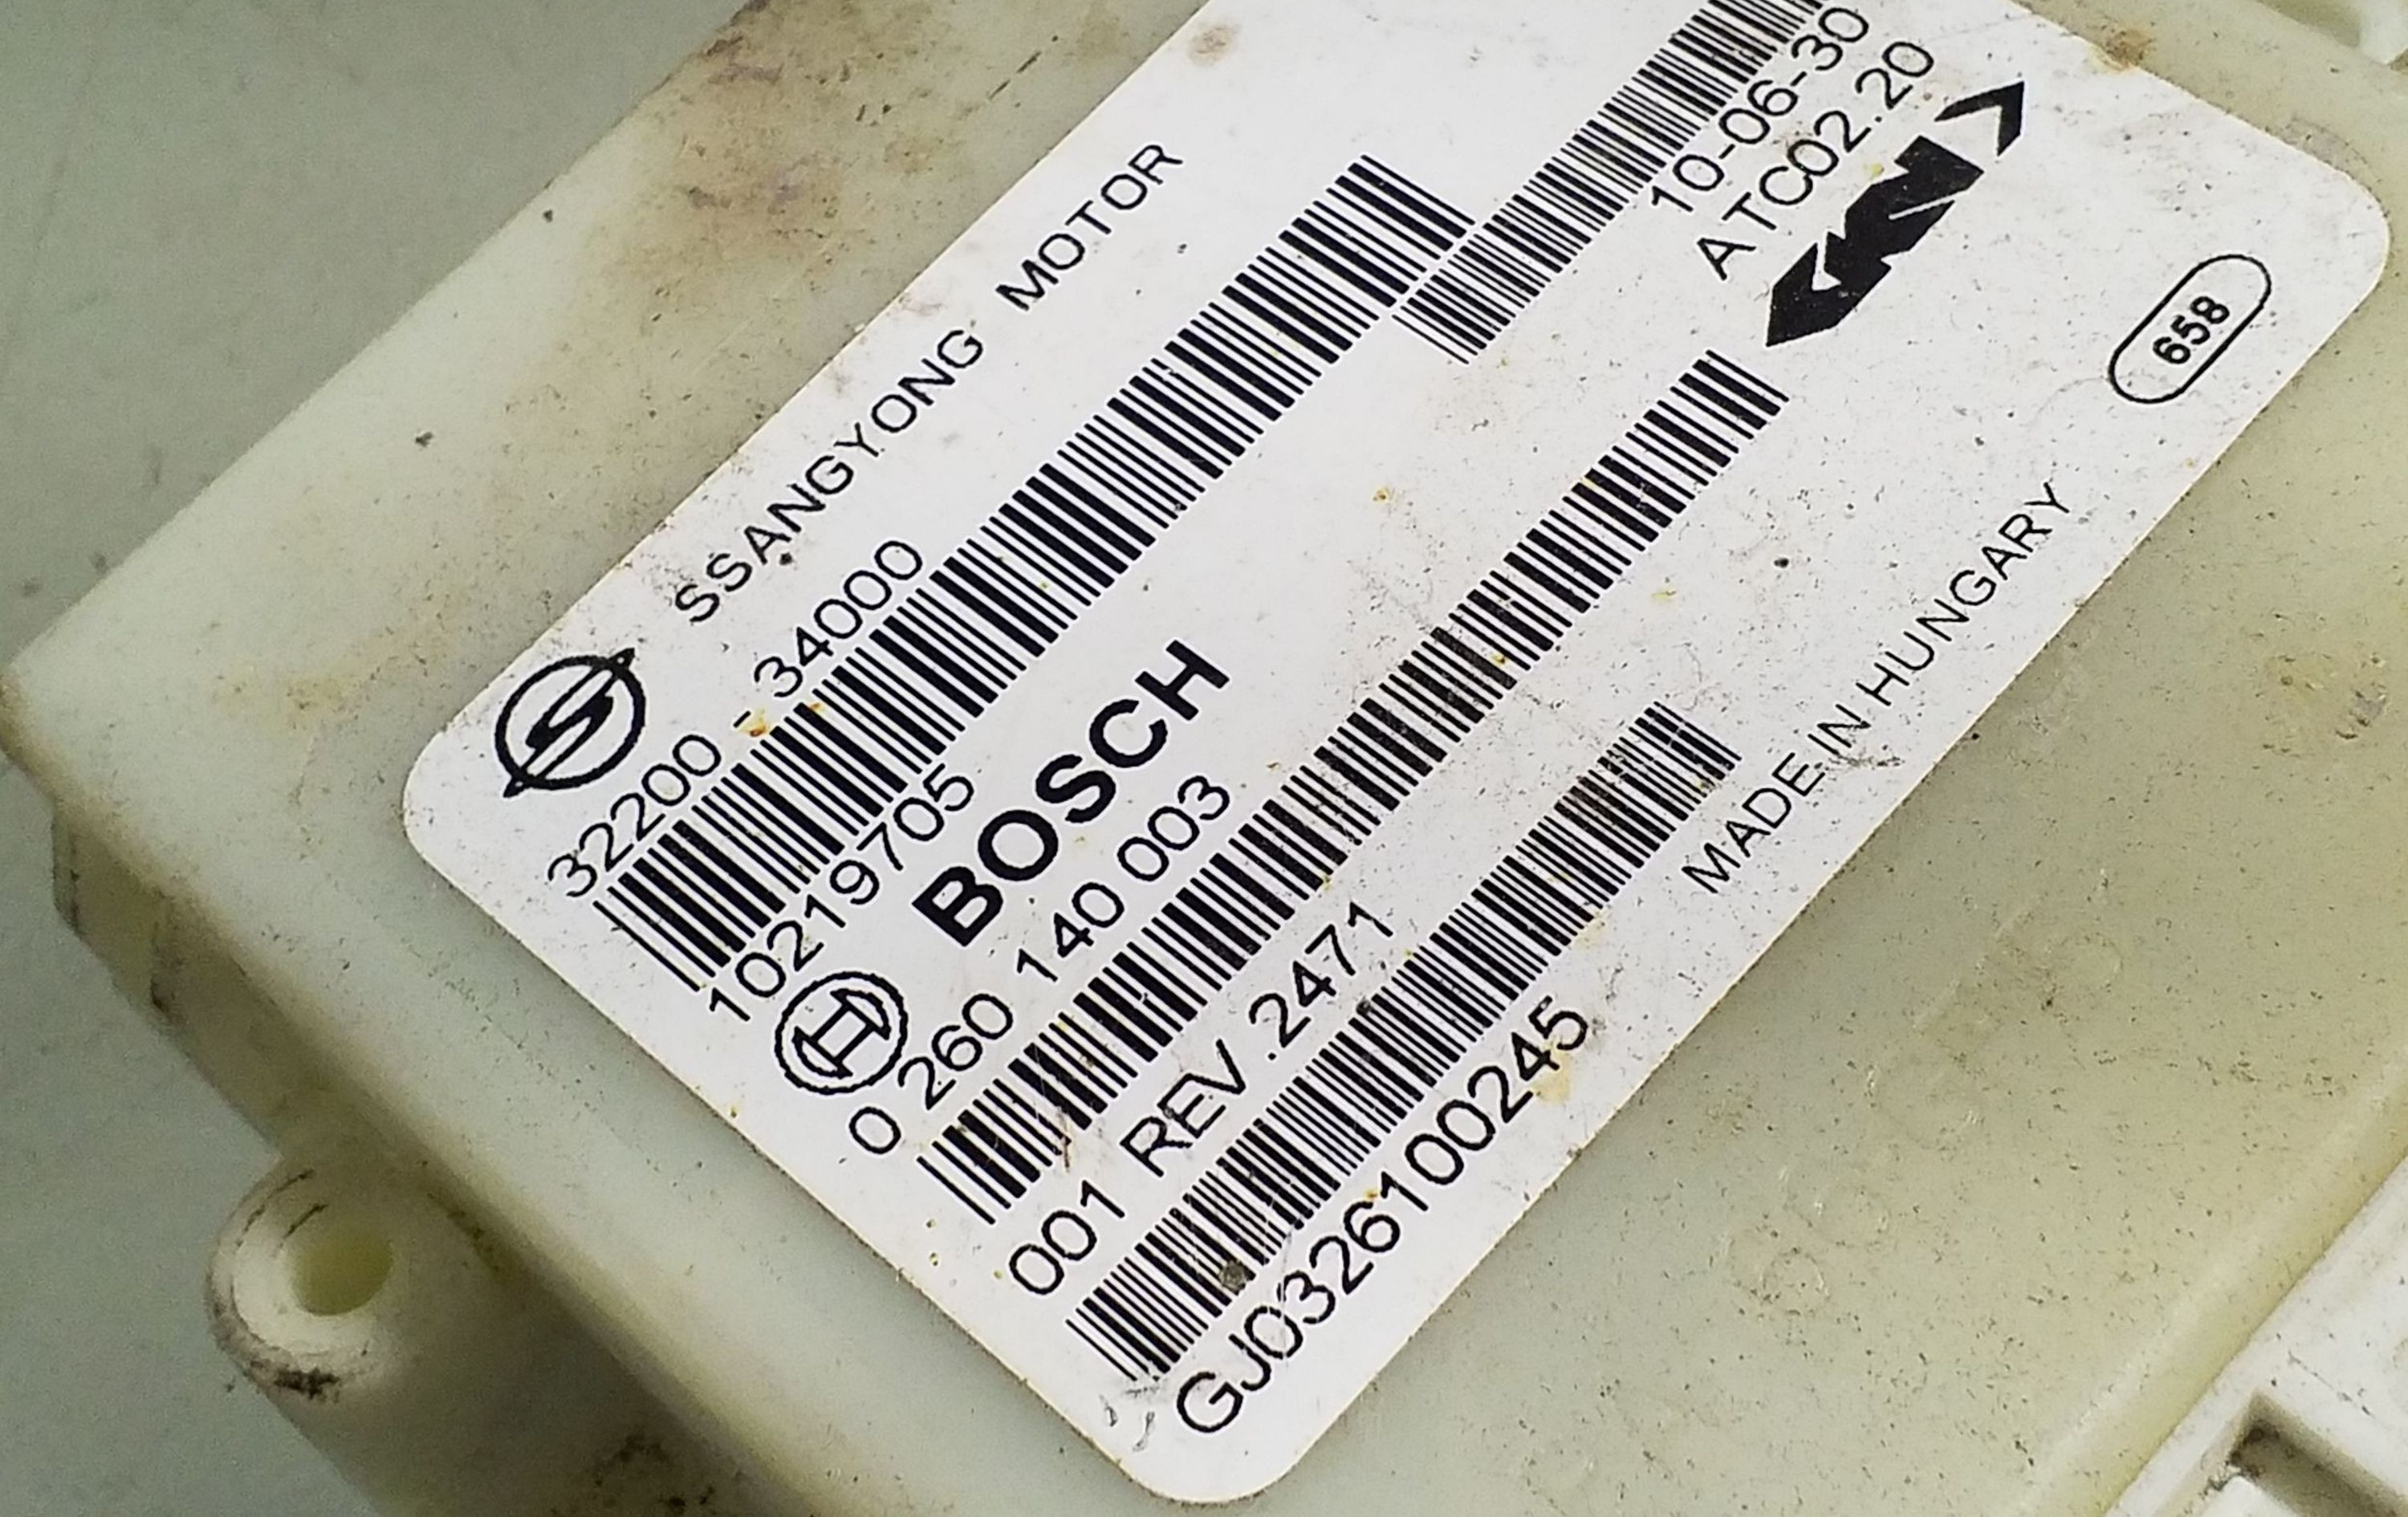 SSANGYONG MOTOR
32200 - 34000
10219705
10-06-30
ATC02.20
BOSCH
0 260 140 003
001 REV .2471
GJ0326100245
MADE IN HUNGARY
658